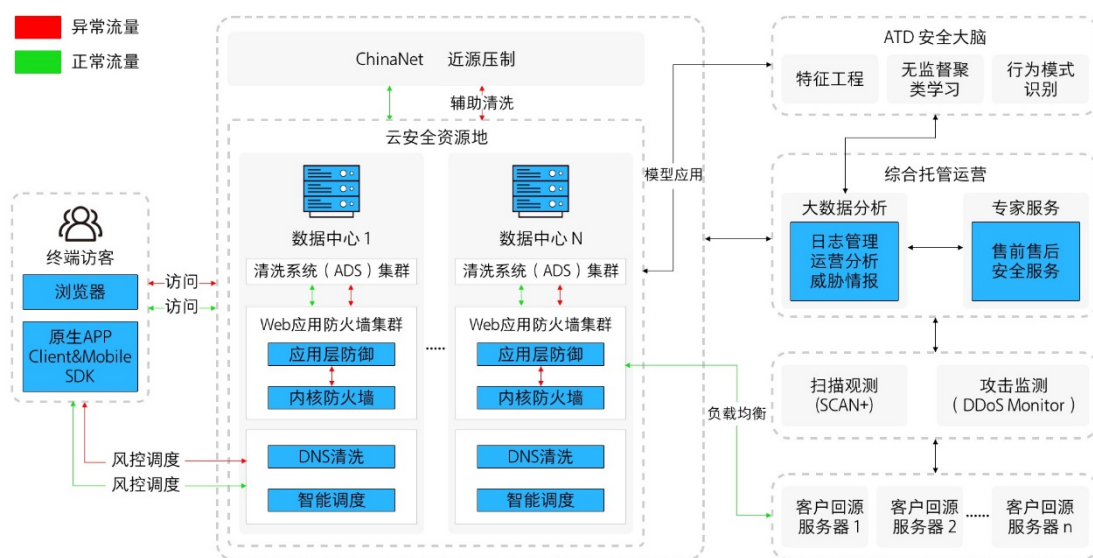 异常流量
正常流量
ChinaNet 近源压制
辅助清洗
云安全资源地
数据中心 1
数据中心 N
清洗系统（ADS）集群
清洗系统（ADS）集群
Web应用防火墙集群
Web应用防火墙集群
应用层防御
应用层防御
......
内核防火墙
内核防火墙
DNS清洗
DNS清洗
智能调度
智能调度
终端访客
浏览器
原生APP
Client&Mobile
SDK
访问
访问
风控调度
风控调度
模型应用
负载均衡
ATD 安全大脑
特征工程
无监督聚
类学习
行为模式
识别
综合托管运营
大数据分析
日志管理
运营分析
威胁情报
专家服务
售前售后
安全服务
扫描观测
(SCAN+)
攻击监测
（DDoS Monitor）
客户回源
服务器 1
客户回源
服务器 2
......
客户回源
服务器 n